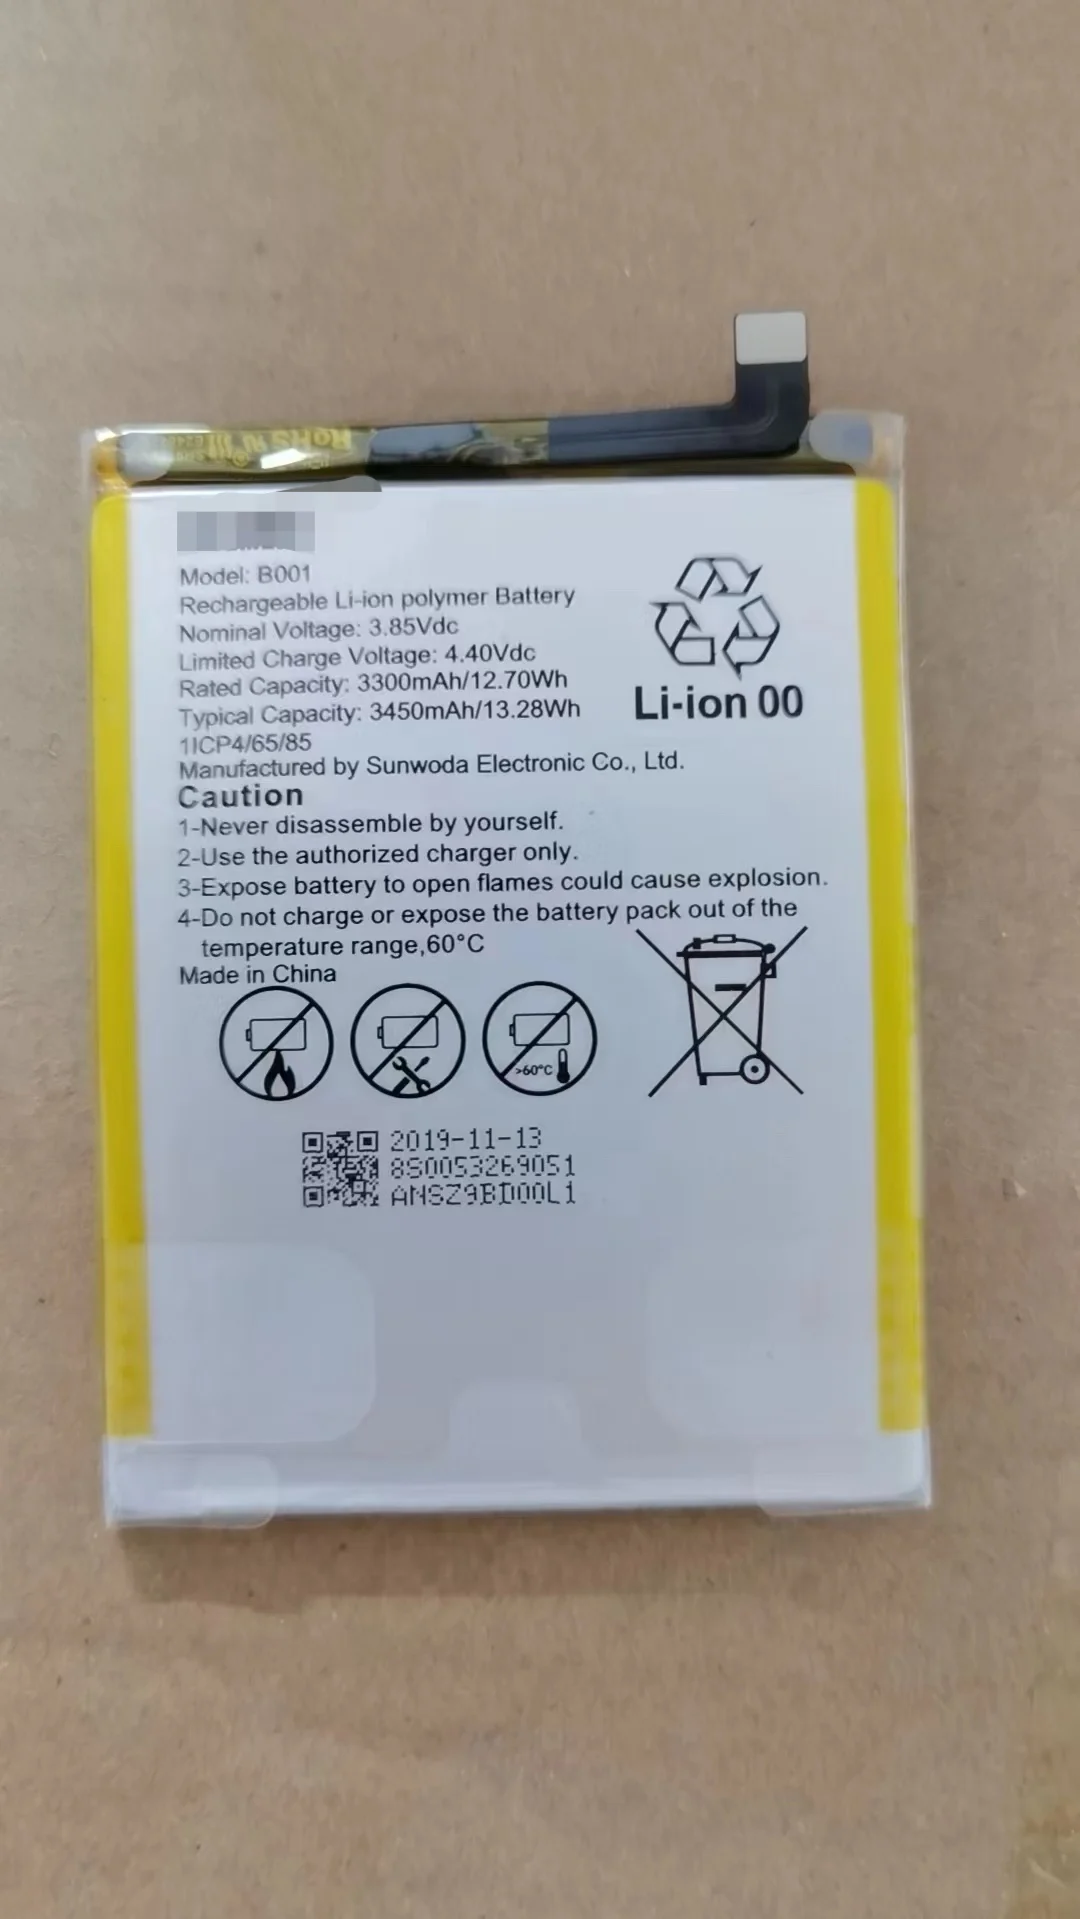 Model: B001
Rechargeable Li-ion polymer Battery
Nominal Voltage: 3.85Vdc
Limited Charge Voltage: 4.40Vdc
Rated Capacity: 3300mAh/12.70Wh
Typical Capacity: 3450mAh/13.28Wh
1ICP4/65/85
Manufactured by Sunwoda Electronic Co., Ltd.
Li-ion 00
Caution
1-Never disassemble by yourself.
2-Use the authorized charger only.
3-Expose battery to open flames could cause explosion.
4-Do not charge or expose the battery pack out of the
temperature range,60°C
Made in China
>60°C
2019-11-13
8S0053269051
ANSZ9BD00L1
RoHS